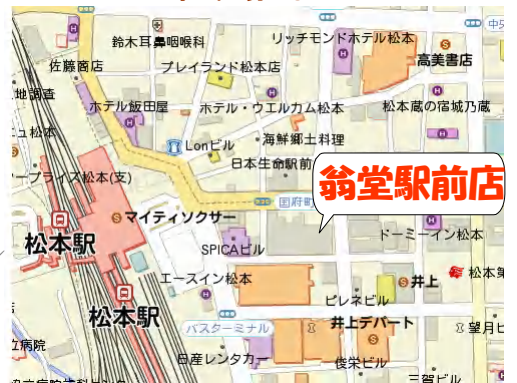 中央
リッチモンドホテル松本
鈴木耳鼻咽喉科
高美書店
佐藤商店
プレイランド松本店
地調査
ホテル飯田屋
ホテル・ウエルカム松本
松本蔵の宿城乃蔵
ュ松本
Lonビル
海鮮郷土料理
日本生命駅前
ープライズ松本(支)
翁堂駅前店
国府町
マイティソクサー
松本駅
ドーミーイン松本
SPICAビル
エースイン松本
井上
松本第
ピレネビル
松本駅
バスターミナル
井上デパート
望月ビ
立病院
日産レンタカー
俊栄ビル
三賀ビル